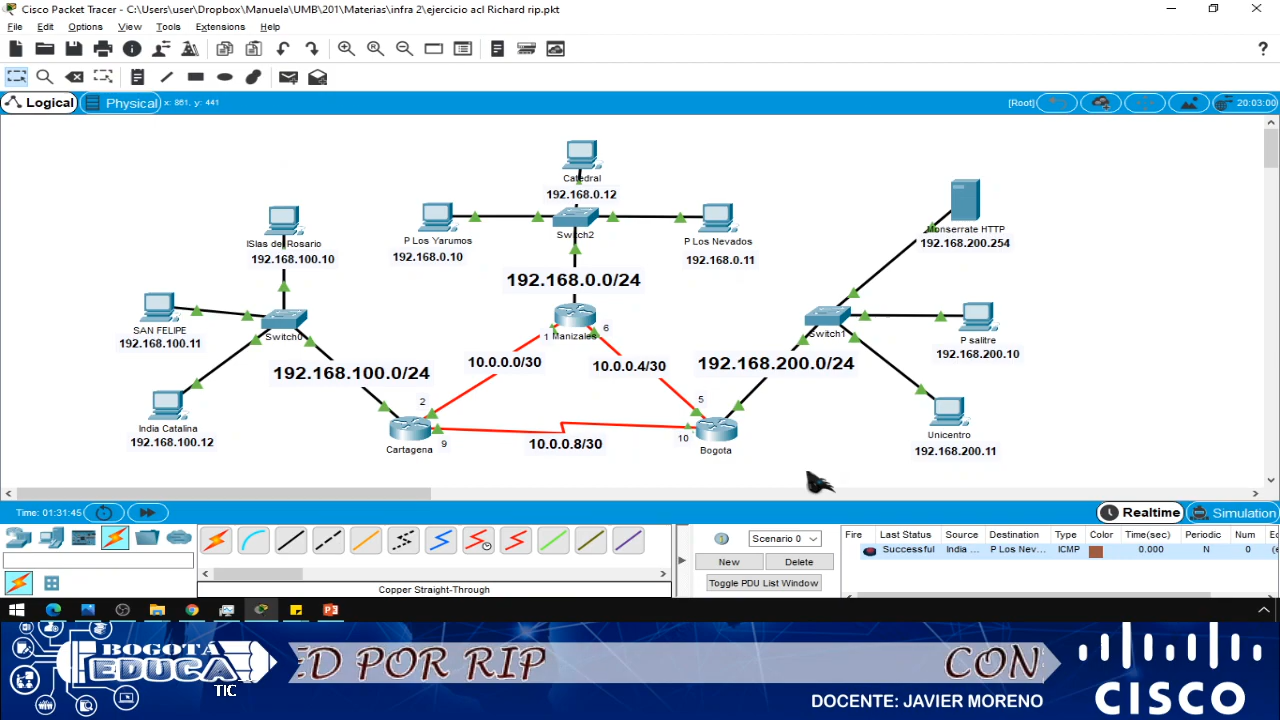 Cisco Packet Tracer - C:\Users\user\Dropbox\Manuela\UMB\201\Materias\infra 2\ejercicio acl Richard rip.pkt
File Edit Options View Tools Extensions Window Help
Logical Physical x: 861, y: 441 [Root] 20:03:00
Catedral
192.168.0.12
ISlas del Rosario
192.168.100.10
P Los Yarumos
192.168.0.10
Switch2
P Los Nevados
192.168.0.11
Monserrate HTTP
192.168.200.254
192.168.0.0/24
SAN FELIPE
192.168.100.11
Switch0
1 Manizales 6
Switch1
P salitre
192.168.200.10
192.168.100.0/24
10.0.0.0/30
10.0.0.4/30
192.168.200.0/24
India Catalina
192.168.100.12
2
9
Cartagena
10.0.0.8/30
5
10
Bogota
Unicentro
192.168.200.11
Time: 01:31:45
Realtime Simulation
Scenario 0
New Delete
Toggle PDU List Window
Fire Last Status Source Destination Type Color Time(sec) Periodic Num Ec
Successful India ... P Los Nev... ICMP 0.000 N 0 (e
Copper Straight-Through
BOGOTA
EDUCA
TIC
ED POR RIP CON
DOCENTE: JAVIER MORENO
CISCO